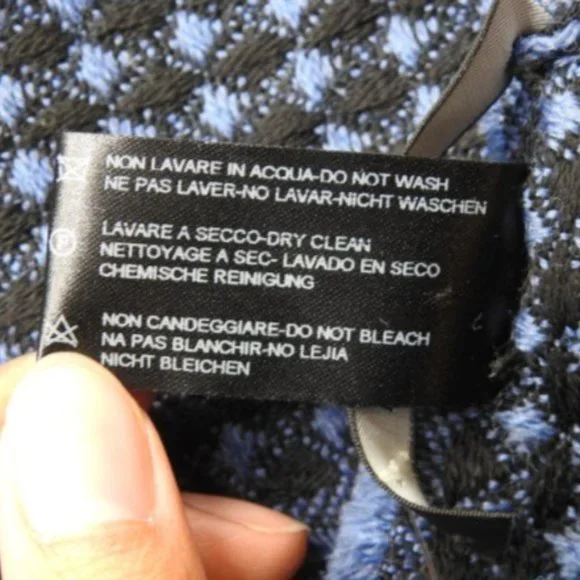 NON LAVARE IN ACQUA-DO NOT WASH
NE PAS LAVER-NO LAVAR-NICHT WASCHEN
P
LAVARE A SECCO-DRY CLEAN
NETTOYAGE A SEC- LAVADO EN SECO
CHEMISCHE REINIGUNG
NON CANDEGGIARE-DO NOT BLEACH
NA PAS BLANCHIR-NO LEJIA
NICHT BLEICHEN